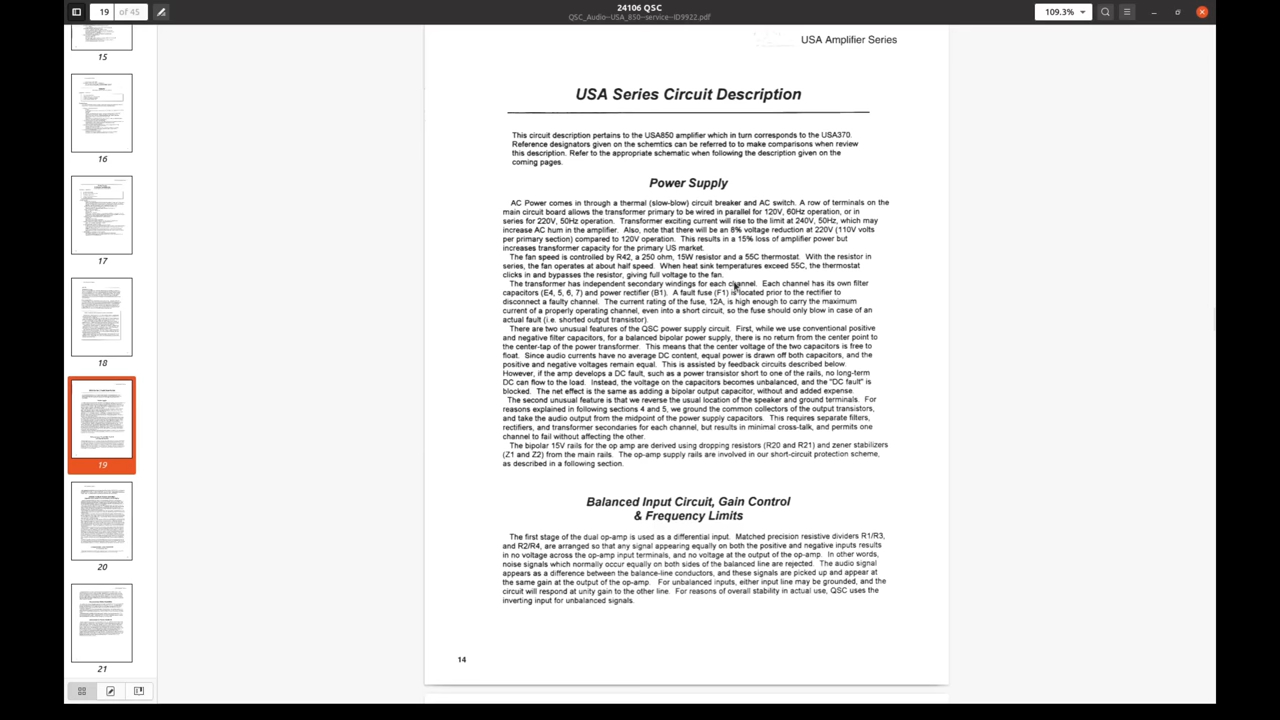 24106 QSC
QSC_Audio--USA_850--service--ID9922.pdf
19
of 45
109.3%
15
16
17
18
19
20
21
USA Amplifier Series
USA Series Circuit Description
This circuit description pertains to the USA850 amplifier which in turn corresponds to the USA370.
Reference designators given on the schemtics can be referred to to make comparisons when review
this description. Refer to the appropriate schematic when following the description given on the
coming pages.
Power Supply
AC Power comes in through a thermal (slow-blow) circuit breaker and AC switch. A row of terminals on the
main circuit board allows the transformer primary to be wired in parallel for 120V, 60Hz operation, or in
series for 220V, 50Hz operation. Transformer exciting current will rise to the limit at 240V, 50Hz, which may
increase AC hum in the amplifier. Also, note that there will be an 8% voltage reduction at 220V (110V volts
per primary section) compared to 120V operation. This results in a 15% loss of amplifier power but
increases transformer capacity for the primary US market.
The fan speed is controlled by R42, a 250 ohm, 15W resistor and a 55C thermostat. With the resistor in
series, the fan operates at about half speed. When heat sink temperatures exceed 55C, the thermostat
clicks in and bypasses the resistor, giving full voltage to the fan.
The transformer has independent secondary windings for each channel. Each channel has its own filter
capacitors (E4, 5, 6, 7) and power rectifier (B1). A fault fuse (F1) is located prior to the rectifier to
disconnect a faulty channel. The current rating of the fuse, 12A, is high enough to carry the maximum
current of a properly operating channel, even into a short circuit, so the fuse should only blow in case of an
actual fault (i.e. shorted output transistor).
There are two unusual features of the QSC power supply circuit. First, while we use conventional positive
and negative filter capacitors, for a balanced bipolar power supply, there is no return from the center point to
the center-tap of the power transformer. This means that the center voltage of the two capacitors is free to
float. Since audio currents have no average DC content, equal power is drawn off both capacitors, and the
positive and negative voltages remain equal. This is assisted by feedback circuits described below.
However, if the amp develops a DC fault, such as a power transistor short to one of the rails, no long-term
DC can flow to the load. Instead, the voltage on the capacitors becomes unbalanced, and the "DC fault" is
blocked. The net effect is the same as adding a bipolar output capacitor, without and added expense.
The second unusual feature is that we reverse the usual location of the speaker and ground terminals. For
reasons explained in following sections 4 and 5, we ground the common collectors of the output transistors,
and take the audio output from the midpoint of the power supply capacitors. This requires separate filters,
rectifiers, and transformer secondaries for each channel, but results in minimal cross-talk, and permits one
channel to fail without affecting the other.
The bipolar 15V rails for the op amp are derived using dropping resistors (R20 and R21) and zener stabilizers
(Z1 and Z2) from the main rails. The op-amp supply rails are involved in our short-circuit protection scheme,
as described in a following section.
Balanced Input Circuit, Gain Control
& Frequency Limits
The first stage of the dual op-amp is used as a differential input. Matched precision resistive dividers R1/R3,
and R2/R4, are arranged so that any signal appearing equally on both the positive and negative inputs results
in no voltage across the op-amp input terminals, and no voltage at the output of the op-amp. In other words,
noise signals which normally occur equally on both sides of the balanced line are rejected. The audio signal
appears as a difference between the balance-line conductors, and these signals are picked up and appear at
the same gain at the output of the op-amp. For unbalanced inputs, either input line may be grounded, and the
circuit will respond at unity gain to the other line. For reasons of overall stability in actual use, QSC uses the
inverting input for unbalanced signals.
14